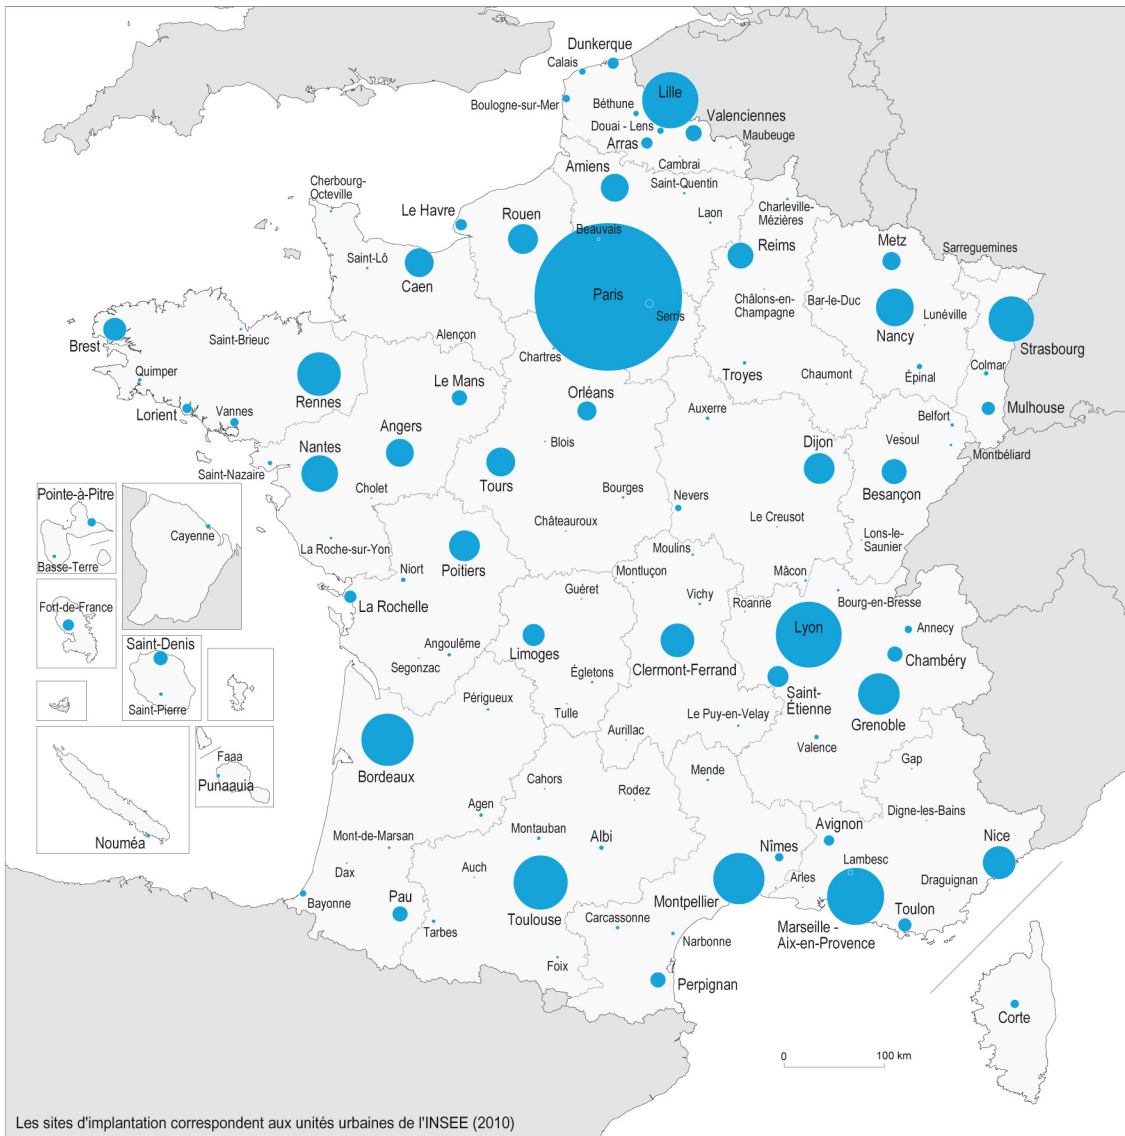 Dunkerque
Calais
Lille
Boulogne-sur-Mer
Béthune
Valenciennes
Douai - Lens
Maubeuge
Arras
Cambrai
Amiens
Saint-Quentin
Cherbourg-
Octeville
Charleville-
Mézières
Le Havre
Rouen
Laon
Beauvais
Reims
Metz
Sarreguemines
Saint-Lô
Caen
Paris
Serris
Châlons-en-
Champagne
Bar-le-Duc
Nancy
Lunéville
Strasbourg
Brest
Saint-Brieuc
Alençon
Chartres
Quimper
Rennes
Le Mans
Orléans
Troyes
Chaumont
Épinal
Colmar
Lorient
Vannes
Auxerre
Belfort
Mulhouse
Nantes
Angers
Blois
Dijon
Vesoul
Montbéliard
Saint-Nazaire
Tours
Besançon
Pointe-à-Pitre
Cholet
Bourges
Nevers
Cayenne
Châteauroux
Le Creusot
Lons-le-
Saunier
Basse-Terre
La Roche-sur-Yon
Poitiers
Moulins
Niort
Montluçon
Mâcon
Fort-de-France
La Rochelle
Guéret
Vichy
Roanne
Bourg-en-Bresse
Lyon
Annecy
Saint-Denis
Angoulême
Limoges
Clermont-Ferrand
Chambéry
Segonzac
Égletons
Saint-
Étienne
Saint-Pierre
Périgueux
Tulle
Le Puy-en-Velay
Grenoble
Aurillac
Valence
Faaa
Bordeaux
Gap
Punaauia
Cahors
Mende
Rodez
Agen
Digne-les-Bains
Nouméa
Mont-de-Marsan
Montauban
Albi
Avignon
Nice
Nîmes
Dax
Auch
Lambesc
Arles
Draguignan
Bayonne
Pau
Toulouse
Montpellier
Tarbes
Carcassonne
Marseille -
Aix-en-Provence
Toulon
Narbonne
Foix
Perpignan
Corte
0
100 km
Les sites d'implantation correspondent aux unités urbaines de l'INSEE (2010)